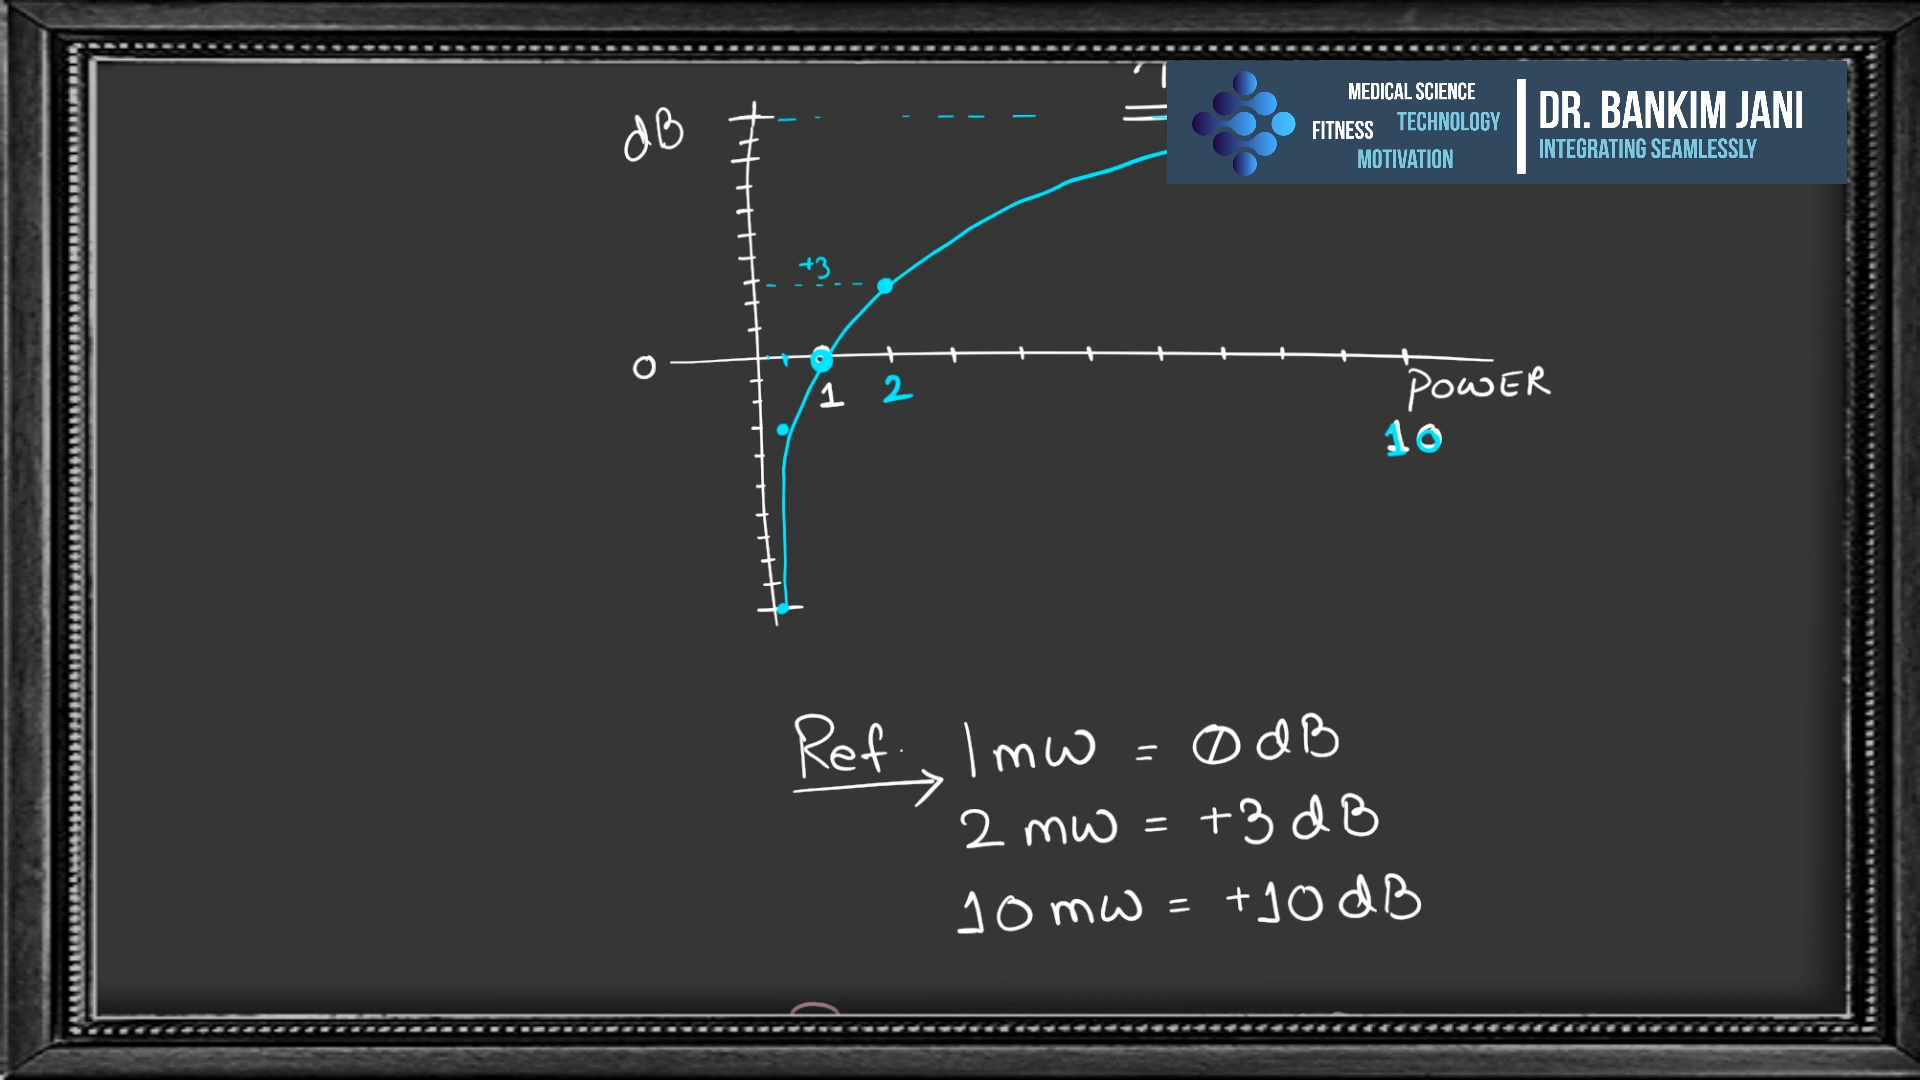 MEDICAL SCIENCE
FITNESS TECHNOLOGY
MOTIVATION
DR. BANKIM JANI
INTEGRATING SEAMLESSLY
dB
+3
0
1 2
POWER
10
Ref. → 1 mw = 0 dB
2 mw = +3 dB
10 mw = +10 dB